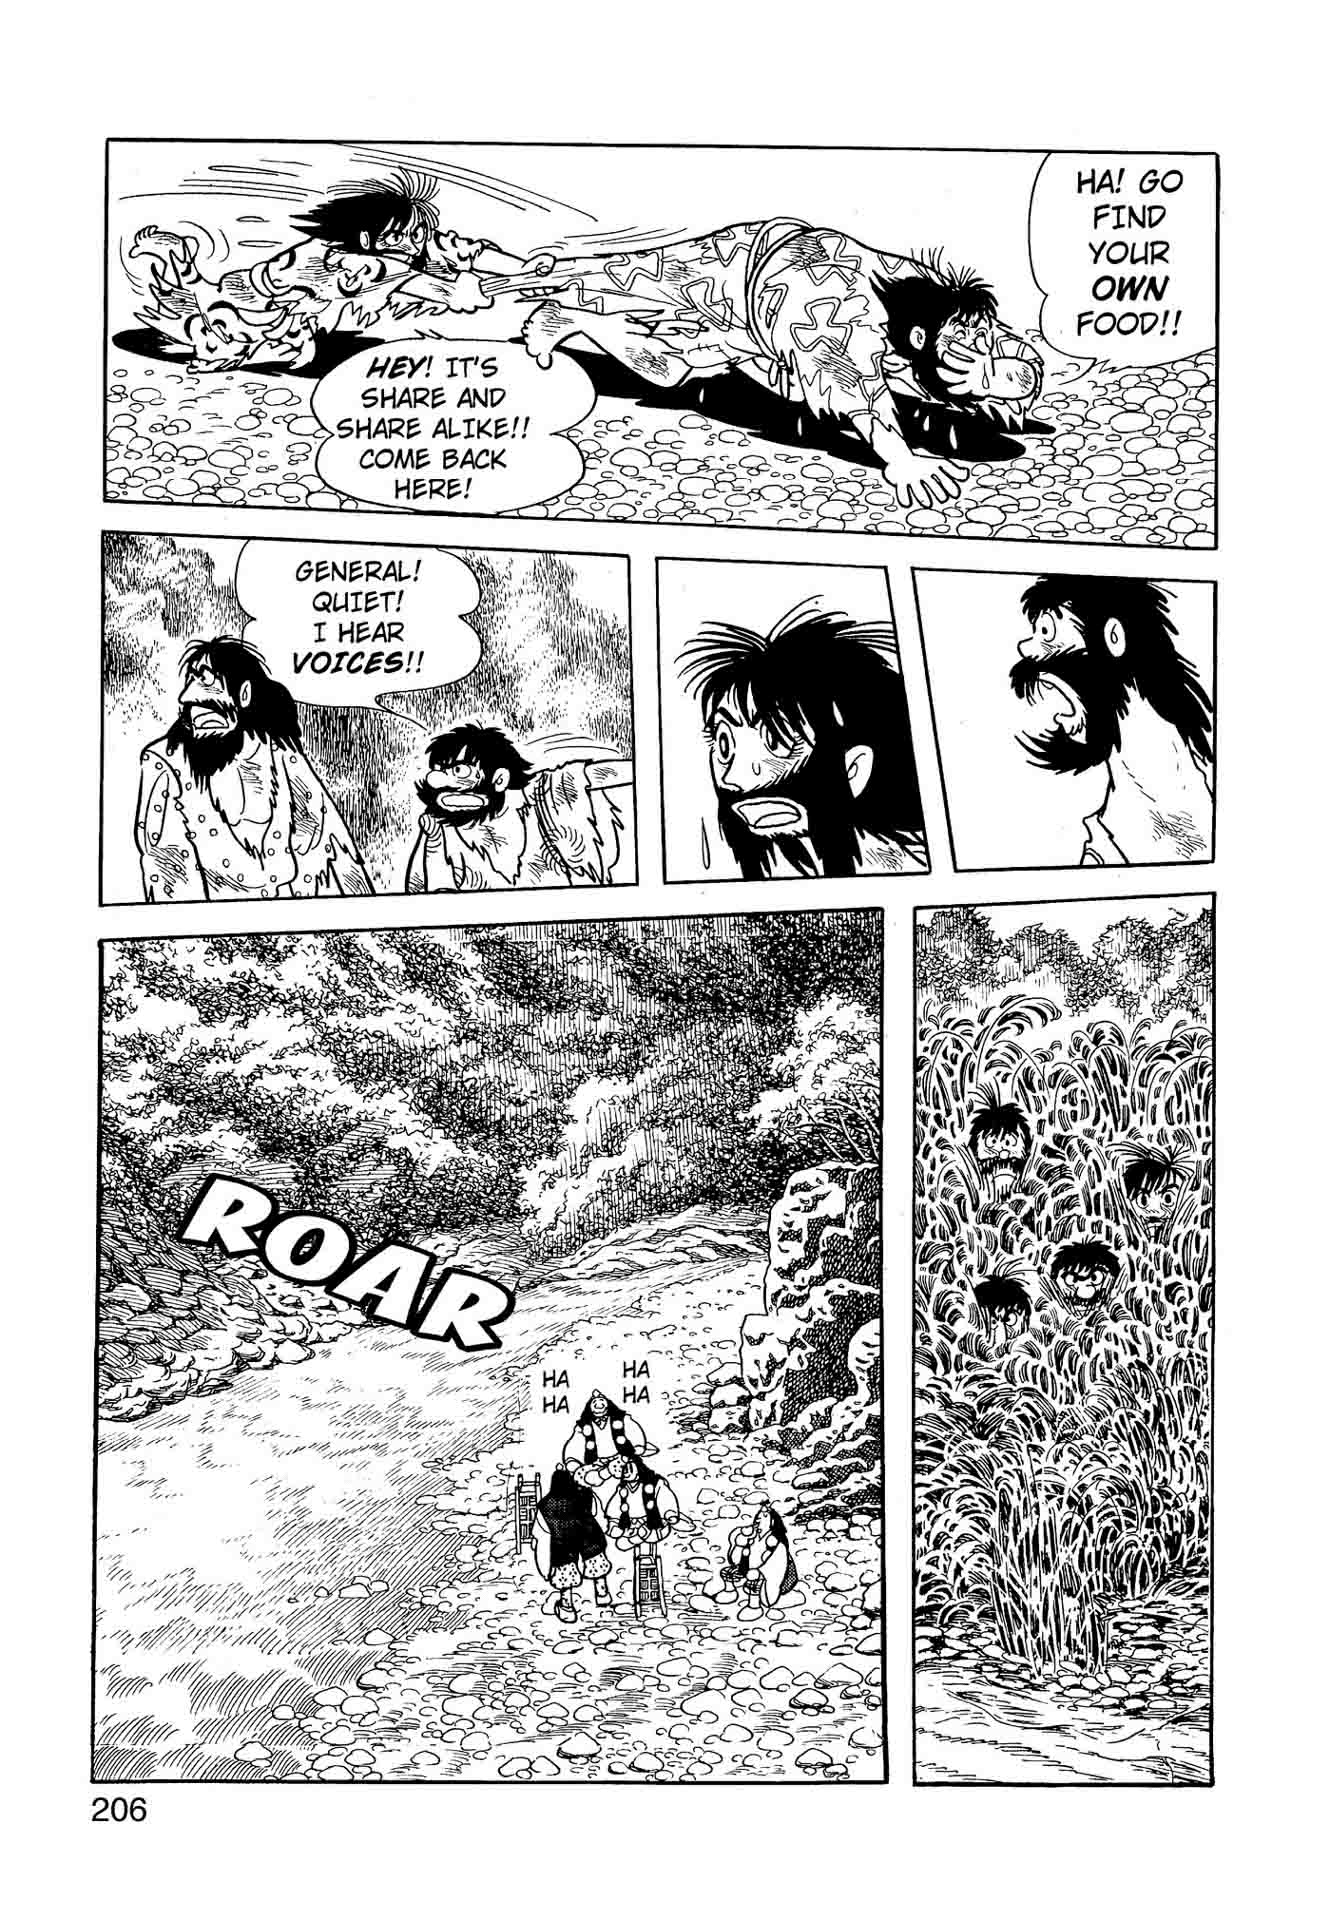 HA! GO
FIND
YOUR
OWN
FOOD!!
HEY! IT'S
SHARE AND
SHARE ALIKE!!
COME BACK
HERE!
GENERAL!
QUIET!
I HEAR
VOICES!!
ROAR
HA
HA
HA
HA
206